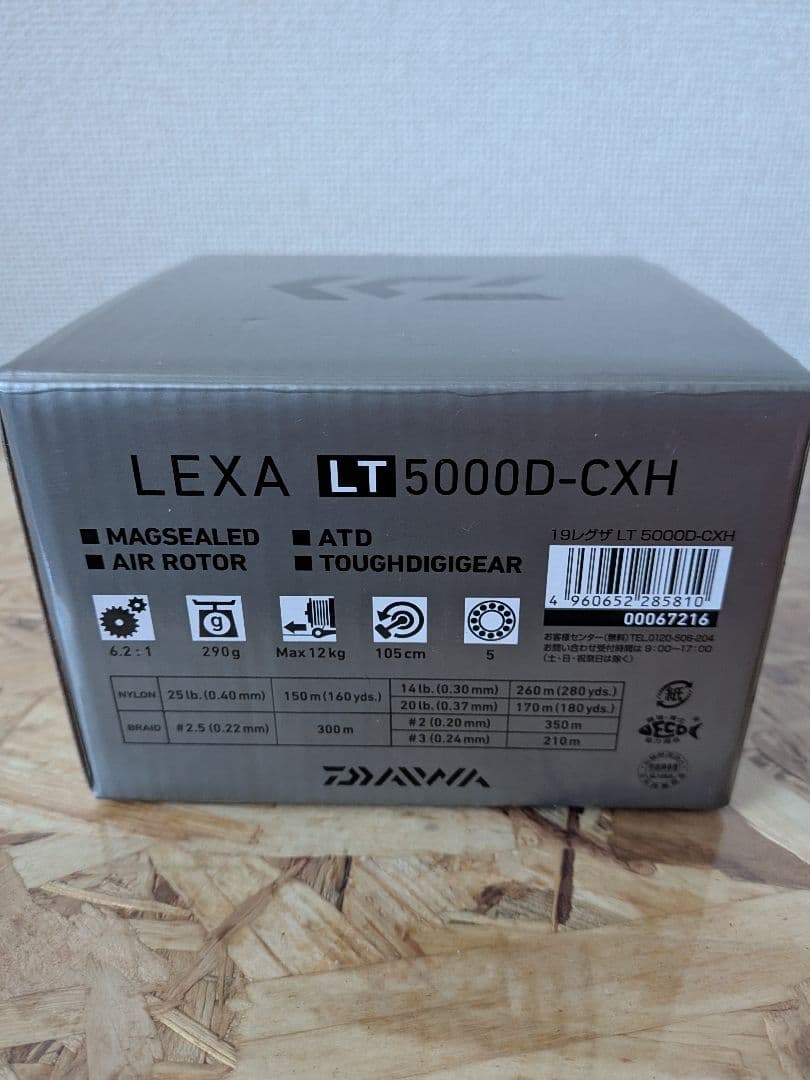 LEXA LT 5000D-CXH
■ MAGSEALED ■ ATD
■ AIR ROTOR ■ TOUGHDIGIGEAR
19レグザ LT 5000D-CXH
4 960652 285810
00067216
お客様センター(無料)TEL.0120-506-204
お問い合わせ受付時間は 9:00〜17:00
(土・日・祝祭日は除く)
g
6.2:1 290g Max 12kg 105cm 5
NYLON 25lb.(0.40mm) 150m(160yds.) 14lb.(0.30mm) 260m(280yds.)
20lb.(0.37mm) 170m(180yds.)
BRAID #2.5(0.22mm) 300m #2(0.20mm) 350m
#3(0.24mm) 210m
紙
ECO
DAIWA